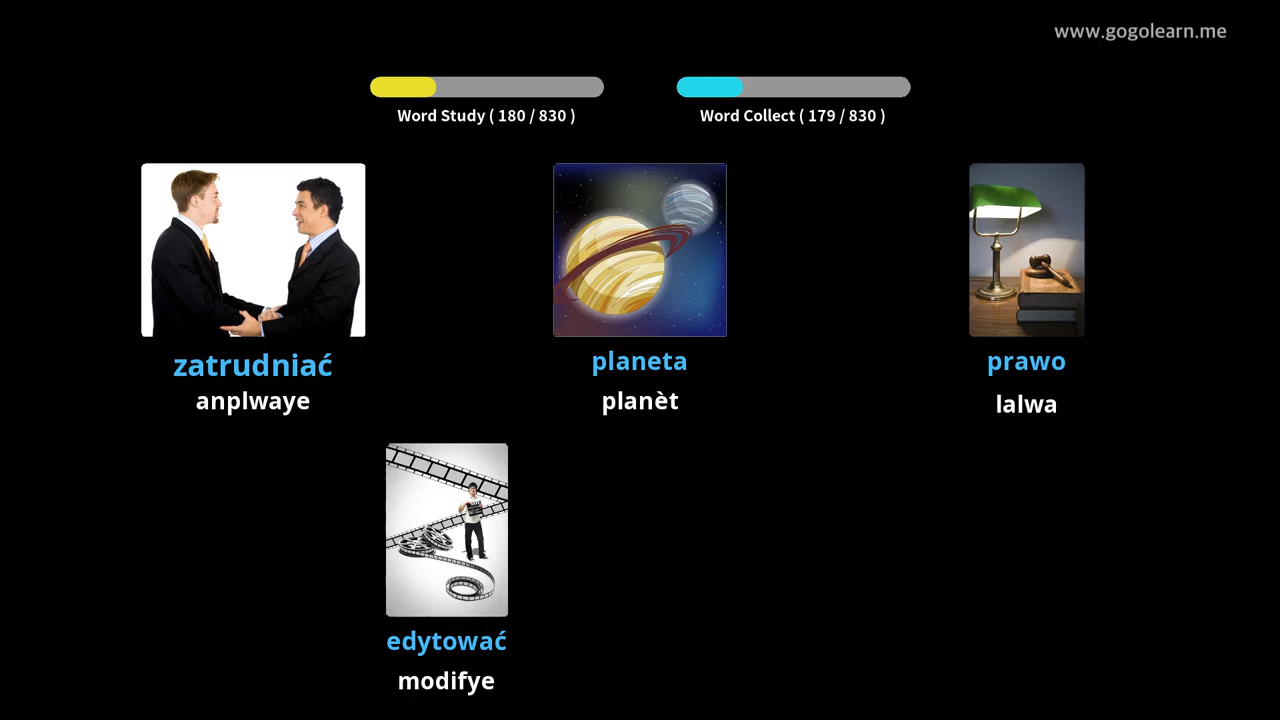 www.gogolearn.me
Word Study ( 180 / 830 )
Word Collect ( 179 / 830 )
zatrudniać
anplwaye
planeta
planèt
prawo
lalwa
edytować
modifye